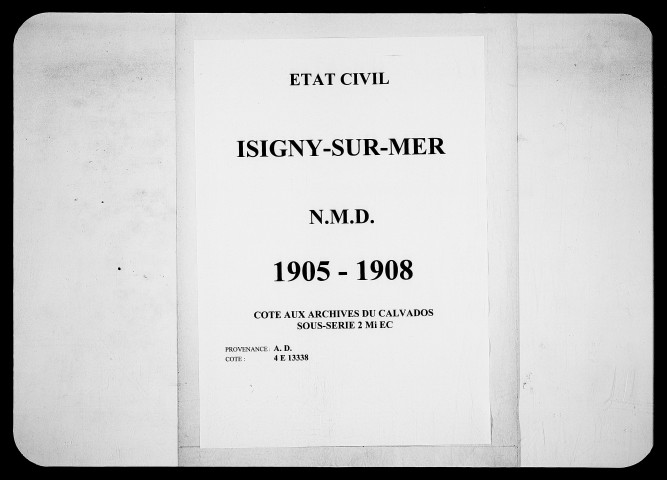 ETAT CIVIL
ISIGNY-SUR-MER
N.M.D.
1905 - 1908
COTE AUX ARCHIVES DU CALVADOS
SOUS-SERIE 2 Mi EC
PROVENANCE : A. D.
COTE : 4 E 13338